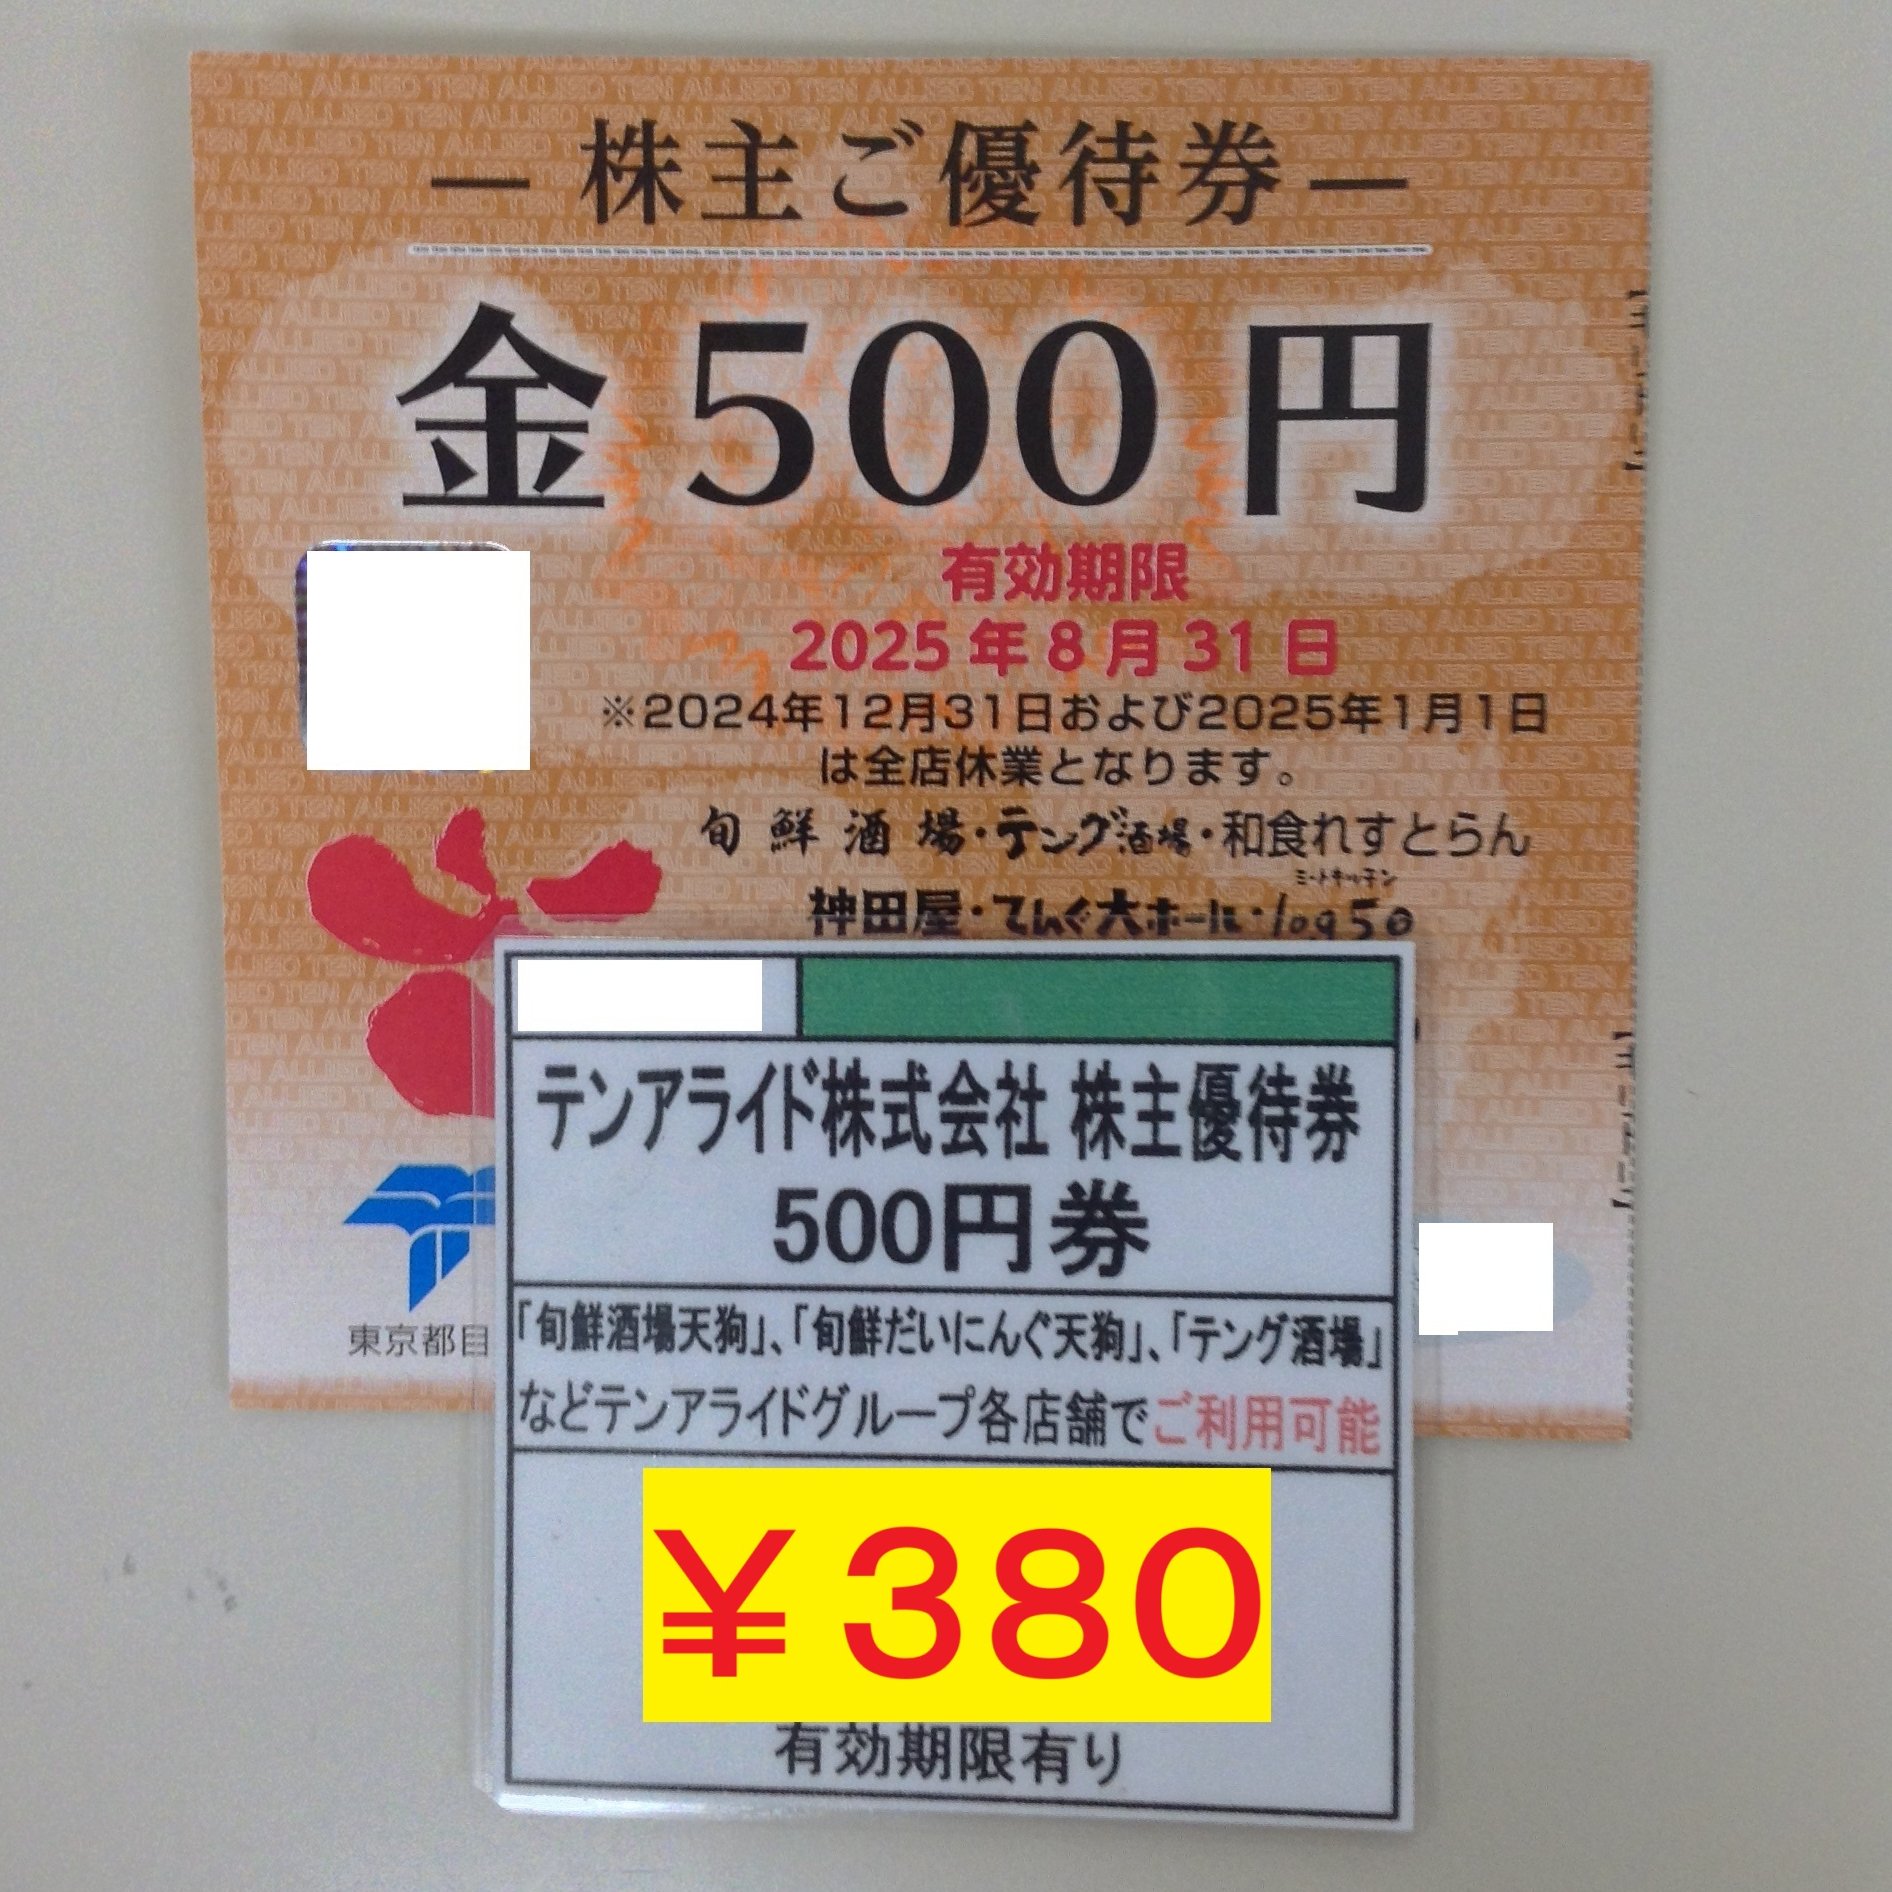 ─ 株主ご優待券 ─
金500円
有効期限
2025年8月31日
※2024年12月31日および2025年1月1日
は全店休業となります。
旬鮮酒場・テング酒場・和食れすとらん
ミートキッチン
神田屋・てんぐ大ホール・log50
東京都目
テンアライド株式会社 株主優待券
500円券
「旬鮮酒場天狗」、「旬鮮だいにんぐ天狗」、「テング酒場」
などテンアライドグループ各店舗でご利用可能
￥380
有効期限有り